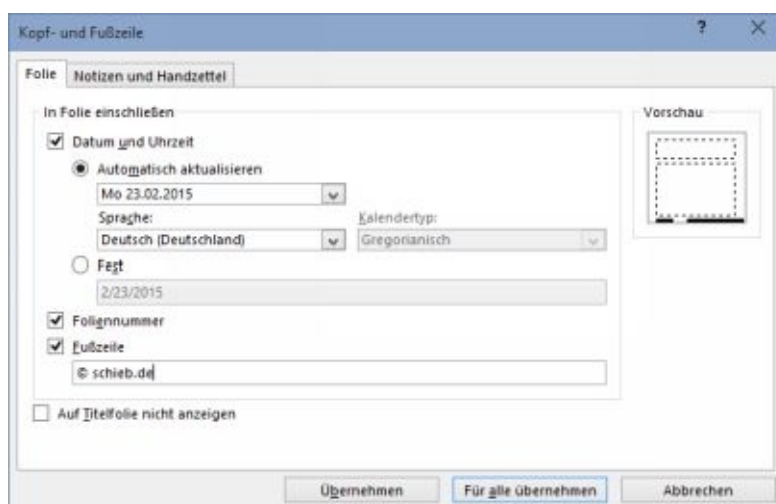 Kopf- und Fußzeile
?
Folie Notizen und Handzettel
In Folie einschließen Vorschau
Datum und Uhrzeit
Automatisch aktualisieren
Mo 23.02.2015
Sprache: Kalendertyp:
Deutsch (Deutschland) Gregorianisch
Fest
2/23/2015
Foliennummer
Fußzeile
© schieb.de
Auf Titelfolie nicht anzeigen
Übernehmen Für alle übernehmen Abbrechen